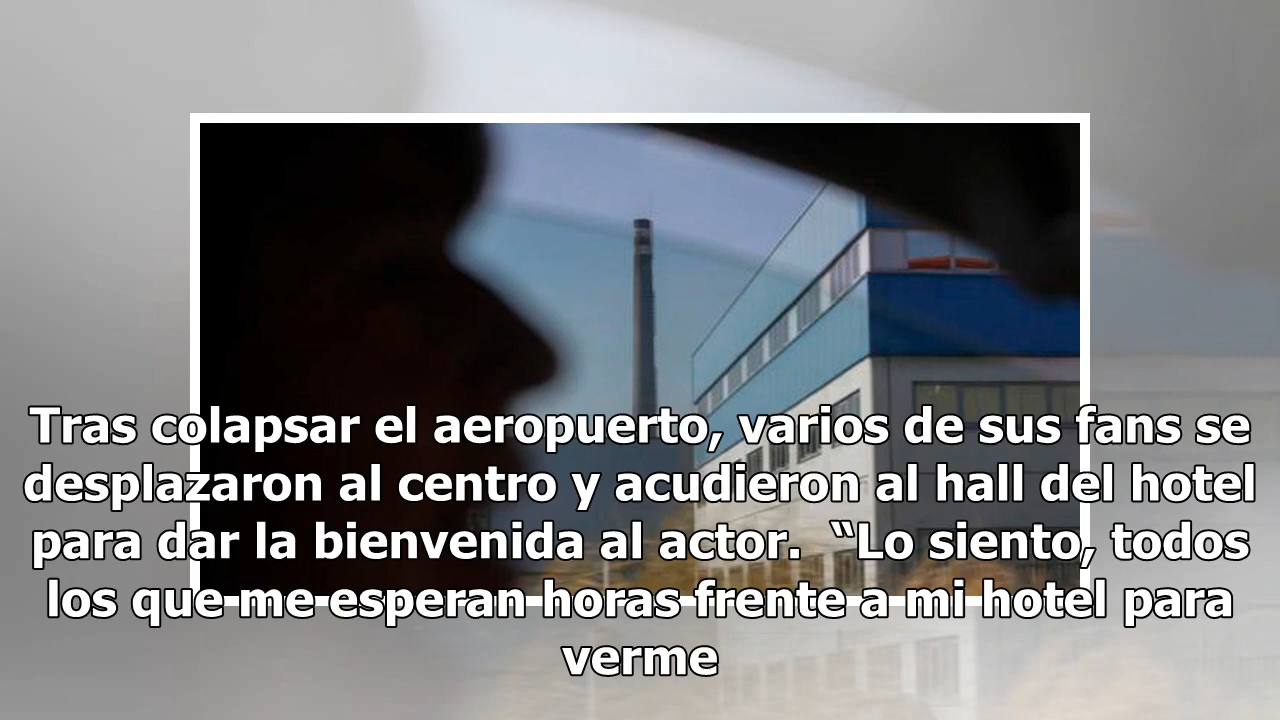 Tras colapsar el aeropuerto, varios de sus fans se
desplazaron al centro y acudieron al hall del hotel
para dar la bienvenida al actor.  “Lo siento, todos
los que me esperan horas frente a mi hotel para
verme